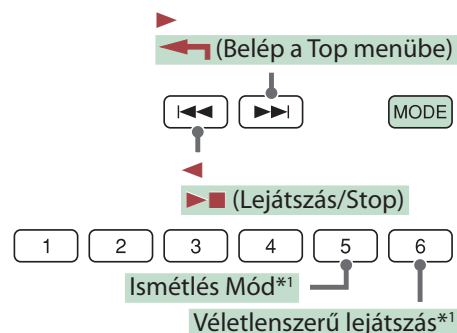 (Belép a Top menübe)
MODE
(Lejátszás/Stop)
1 2 3 4 5 6
Ismétlés Mód*1
Véletlenszerű lejátszás*1